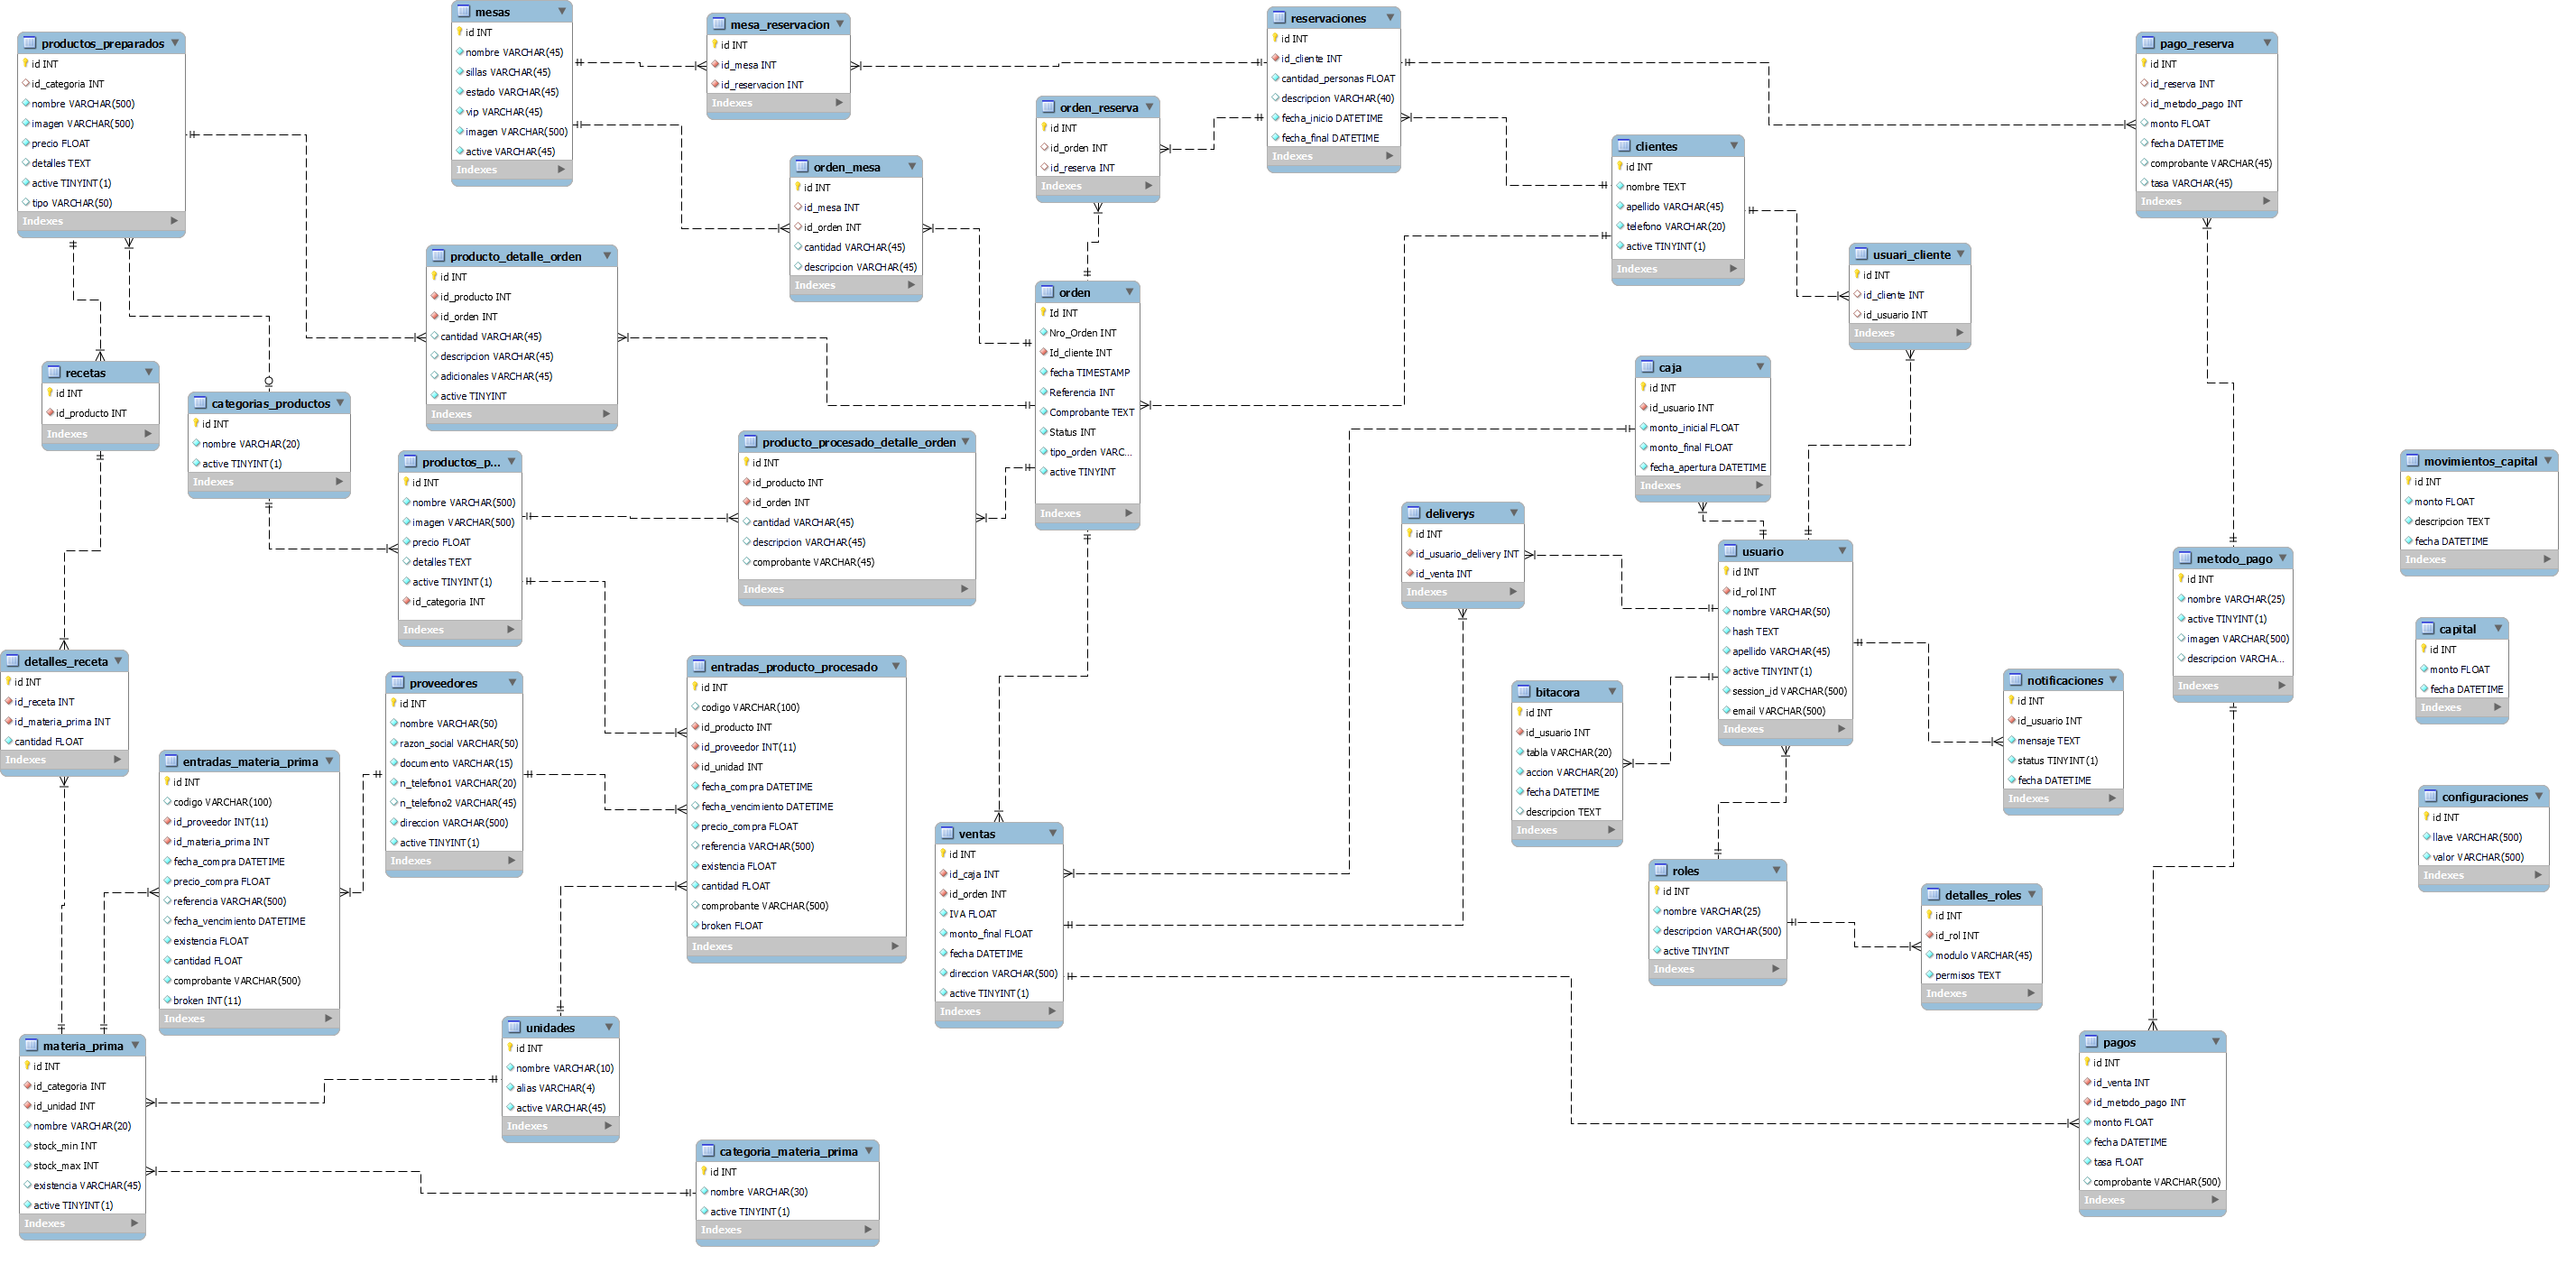 productos_preparados
id INT
id_categoria INT
nombre VARCHAR(500)
imagen VARCHAR(500)
precio FLOAT
detalles TEXT
active TINYINT(1)
tipo VARCHAR(50)
Indexes
mesas
id INT
nombre VARCHAR(45)
sillas VARCHAR(45)
estado VARCHAR(45)
vip VARCHAR(45)
imagen VARCHAR(500)
active VARCHAR(45)
Indexes
mesa_reservacion
id INT
id_mesa INT
id_reservacion INT
Indexes
reservaciones
id INT
id_cliente INT
cantidad_personas FLOAT
descripcion VARCHAR(40)
fecha_inicio DATETIME
fecha_final DATETIME
Indexes
pago_reserva
id INT
id_reserva INT
id_metodo_pago INT
monto FLOAT
fecha DATETIME
comprobante VARCHAR(45)
tasa VARCHAR(45)
Indexes
orden_reserva
id INT
id_orden INT
id_reserva INT
Indexes
orden_mesa
id INT
id_mesa INT
id_orden INT
cantidad VARCHAR(45)
descripcion VARCHAR(45)
Indexes
clientes
id INT
nombre TEXT
apellido VARCHAR(45)
telefono VARCHAR(20)
active TINYINT(1)
Indexes
usuari_cliente
id INT
id_cliente INT
id_usuario INT
Indexes
producto_detalle_orden
id INT
id_producto INT
id_orden INT
cantidad VARCHAR(45)
descripcion VARCHAR(45)
adicionales VARCHAR(45)
active TINYINT
Indexes
orden
Id INT
Nro_Orden INT
Id_cliente INT
fecha TIMESTAMP
Referencia INT
Comprobante TEXT
Status INT
tipo_orden VARC...
active TINYINT
Indexes
recetas
id INT
id_producto INT
Indexes
categorias_productos
id INT
nombre VARCHAR(20)
active TINYINT(1)
Indexes
caja
id INT
id_usuario INT
monto_inicial FLOAT
monto_final FLOAT
fecha_apertura DATETIME
Indexes
productos_p...
id INT
nombre VARCHAR(500)
imagen VARCHAR(500)
precio FLOAT
detalles TEXT
active TINYINT(1)
id_categoria INT
Indexes
producto_procesado_detalle_orden
id INT
id_producto INT
id_orden INT
cantidad VARCHAR(45)
descripcion VARCHAR(45)
comprobante VARCHAR(45)
Indexes
movimientos_capital
id INT
monto FLOAT
descripcion TEXT
fecha DATETIME
Indexes
deliverys
id INT
id_usuario_delivery INT
id_venta INT
Indexes
usuario
id INT
id_rol INT
nombre VARCHAR(50)
hash TEXT
apellido VARCHAR(45)
active TINYINT(1)
session_id VARCHAR(500)
email VARCHAR(500)
Indexes
metodo_pago
id INT
nombre VARCHAR(25)
active TINYINT(1)
imagen VARCHAR(500)
descripcion VARCHA...
Indexes
capital
id INT
monto FLOAT
fecha DATETIME
Indexes
detalles_receta
id INT
id_receta INT
id_materia_prima INT
cantidad FLOAT
Indexes
proveedores
id INT
nombre VARCHAR(50)
razon_social VARCHAR(50)
documento VARCHAR(15)
n_telefono1 VARCHAR(20)
n_telefono2 VARCHAR(45)
direccion VARCHAR(500)
active TINYINT(1)
Indexes
entradas_producto_procesado
id INT
codigo VARCHAR(100)
id_producto INT
id_proveedor INT(11)
id_unidad INT
fecha_compra DATETIME
fecha_vencimiento DATETIME
precio_compra FLOAT
referencia VARCHAR(500)
existencia FLOAT
cantidad FLOAT
comprobante VARCHAR(500)
broken FLOAT
Indexes
bitacora
id INT
id_usuario INT
tabla VARCHAR(20)
accion VARCHAR(20)
fecha DATETIME
descripcion TEXT
Indexes
notificaciones
id INT
id_usuario INT
mensaje TEXT
status TINYINT(1)
fecha DATETIME
Indexes
entradas_materia_prima
id INT
codigo VARCHAR(100)
id_proveedor INT(11)
id_materia_prima INT
fecha_compra DATETIME
precio_compra FLOAT
referencia VARCHAR(500)
fecha_vencimiento DATETIME
existencia FLOAT
cantidad FLOAT
comprobante VARCHAR(500)
broken INT(11)
Indexes
configuraciones
id INT
llave VARCHAR(500)
valor VARCHAR(500)
Indexes
ventas
id INT
id_caja INT
id_orden INT
IVA FLOAT
monto_final FLOAT
fecha DATETIME
direccion VARCHAR(500)
active TINYINT(1)
Indexes
roles
id INT
nombre VARCHAR(25)
descripcion VARCHAR(500)
active TINYINT
Indexes
detalles_roles
id INT
id_rol INT
modulo VARCHAR(45)
permisos TEXT
Indexes
materia_prima
id INT
id_categoria INT
id_unidad INT
nombre VARCHAR(20)
stock_min INT
stock_max INT
existencia VARCHAR(45)
active TINYINT(1)
Indexes
unidades
id INT
nombre VARCHAR(10)
alias VARCHAR(4)
active VARCHAR(45)
Indexes
pagos
id INT
id_venta INT
id_metodo_pago INT
monto FLOAT
fecha DATETIME
tasa FLOAT
comprobante VARCHAR(500)
Indexes
categoria_materia_prima
id INT
nombre VARCHAR(30)
active TINYINT(1)
Indexes